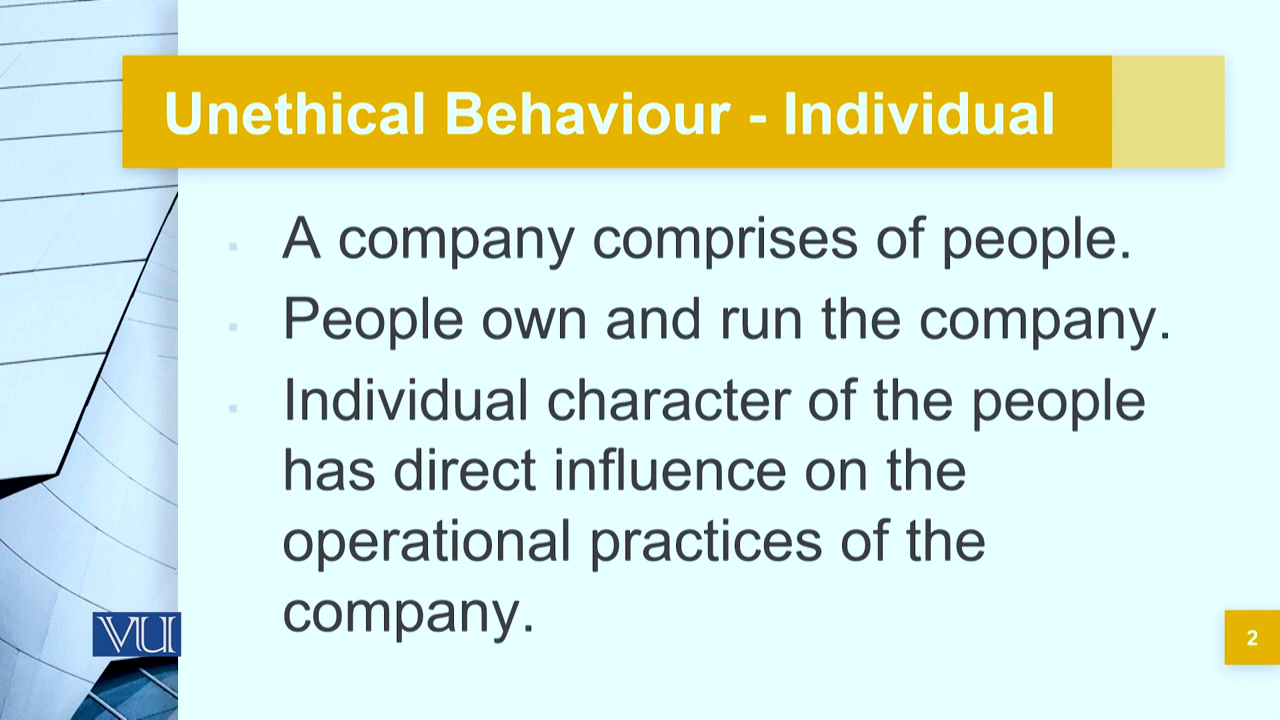 Unethical Behaviour - Individual
A company comprises of people.
People own and run the company.
Individual character of the people
has direct influence on the
operational practices of the
company.
VU
2